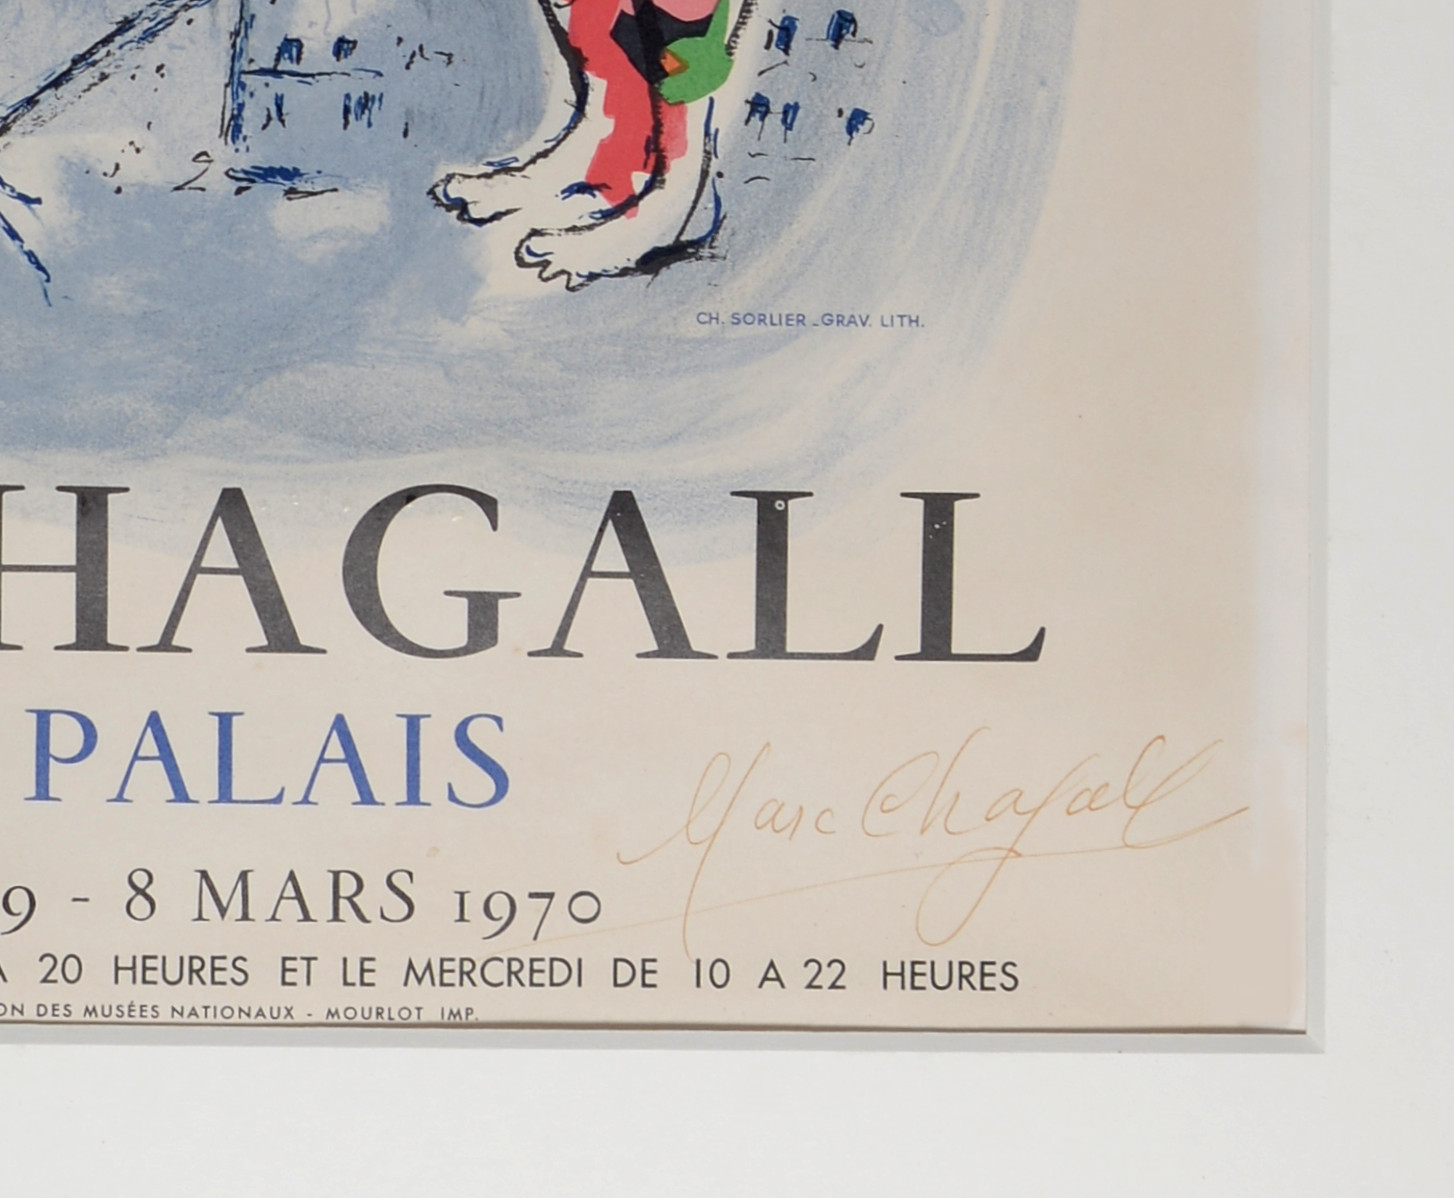 CH. SORLIER _ GRAV. LITH.
HAGALL
PALAIS
Marc Chagall
9 - 8 MARS 1970
A 20 HEURES ET LE MERCREDI DE 10 A 22 HEURES
ON DES MUSÉES NATIONAUX - MOURLOT IMP.